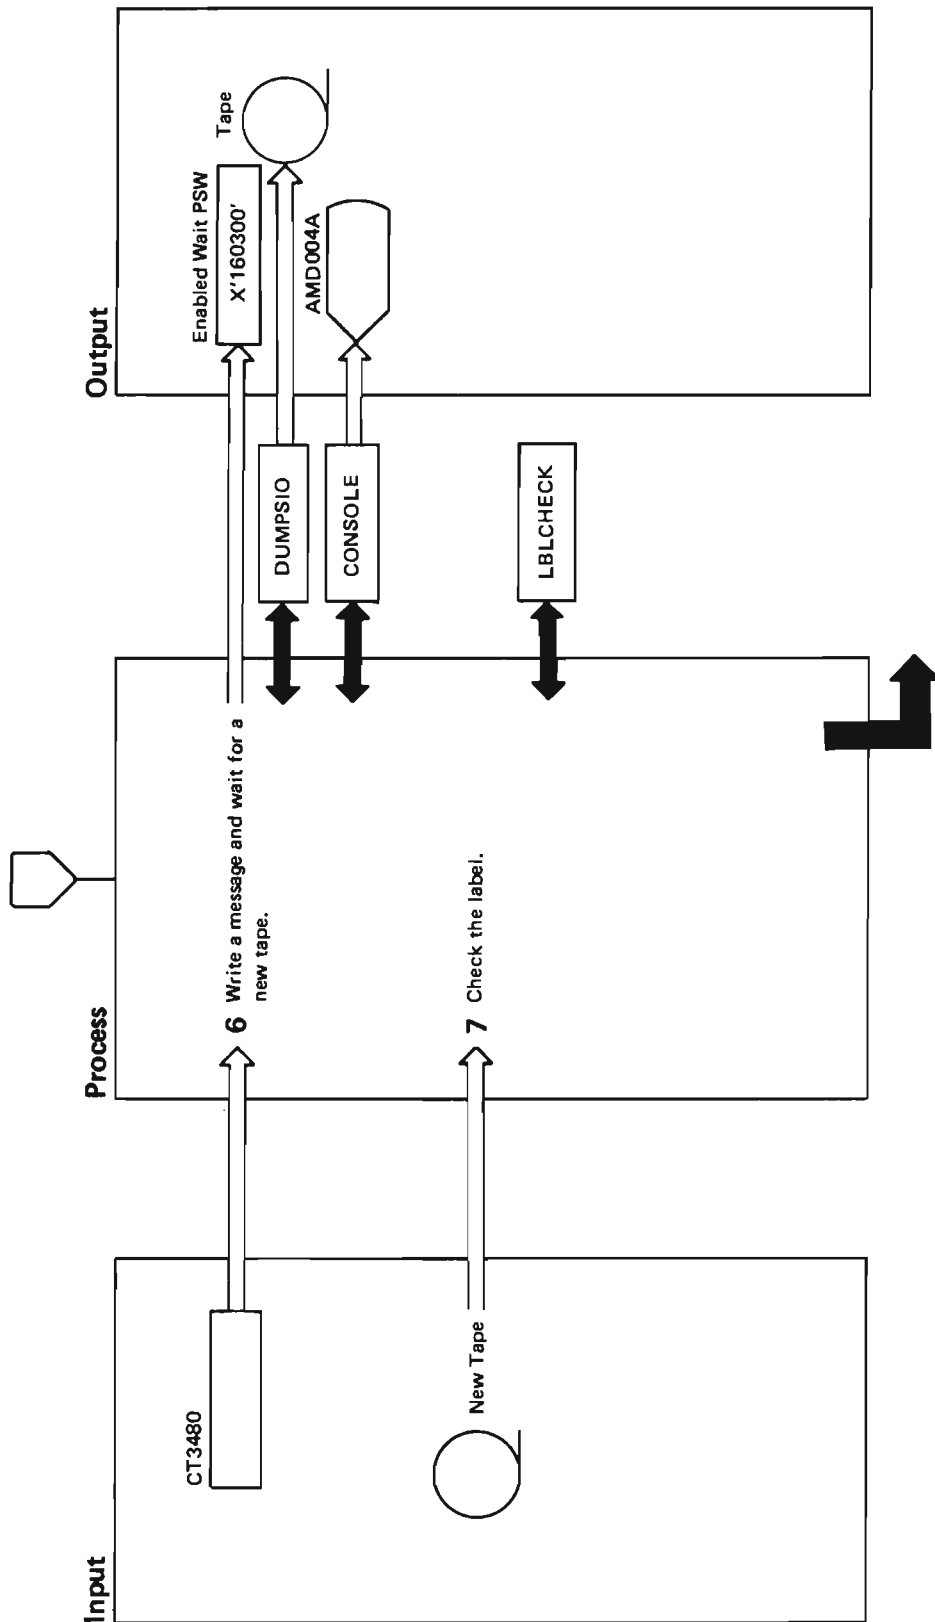 Input
CT3480
New Tape
Process
6 Write a message and wait for a
new tape.
7 Check the label.
DUMPSIO
CONSOLE
LBLCHECK
Output
Enabled Wait PSW
X'160300'
Tape
AMD004A